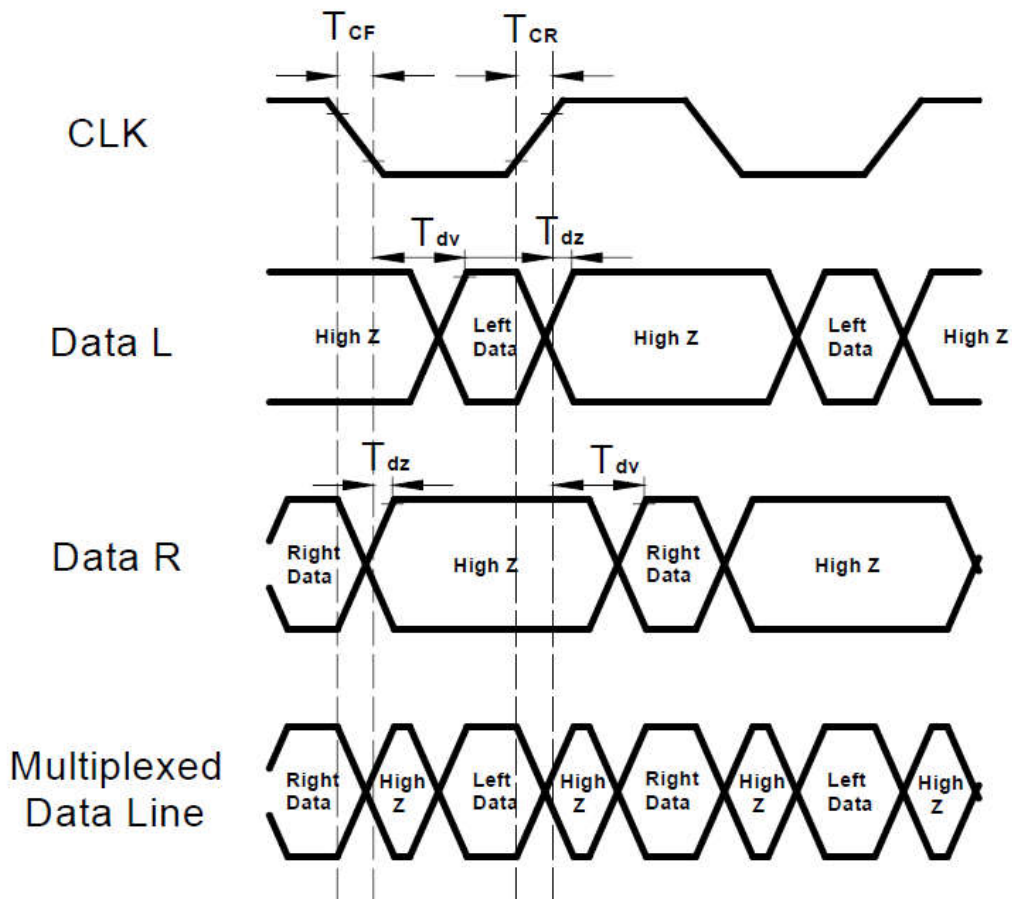 TCF
TCR
CLK
Tdv
Tdz
Data L
High Z
Left
Data
High Z
Left
Data
High Z
Tdz
Tdv
Data R
Right
Data
High Z
Right
Data
High Z
Multiplexed
Data Line
Right
Data
High
Z
Left
Data
High
Z
Right
Data
High
Z
Left
Data
High
Z